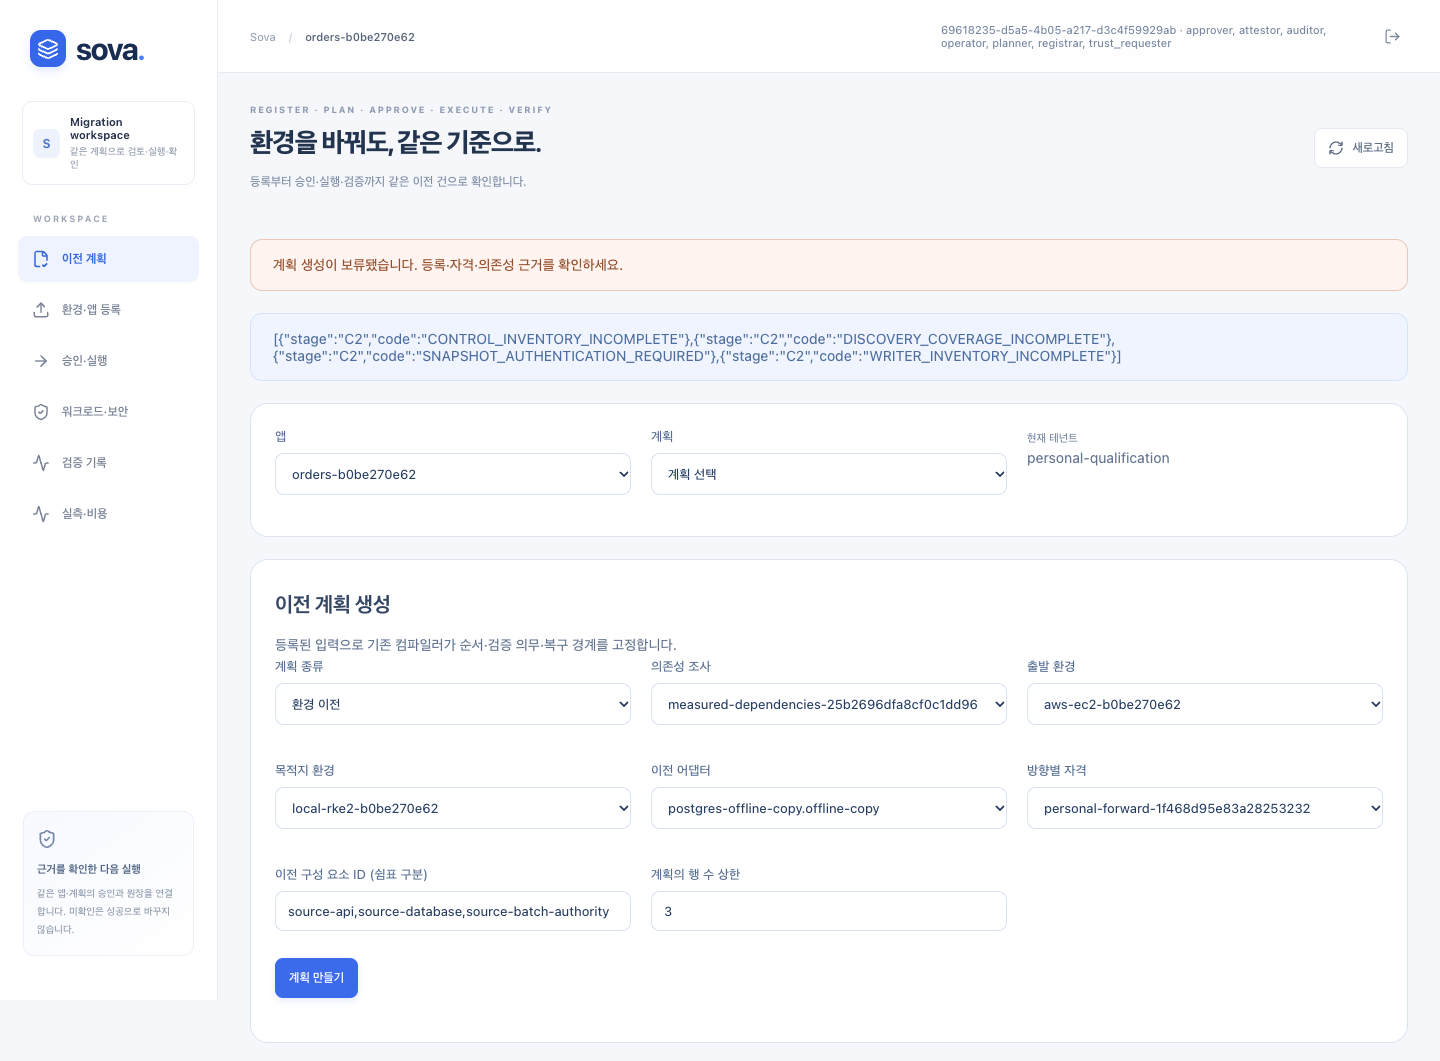 sova.
Sova / orders-b0be270e62
69618235-d5a5-4b05-a217-d3c4f59929ab · approver, attestor, auditor,
operator, planner, registrar, trust_requester
S
Migration
workspace
같은 계획으로 검토·실행·확
인
WORKSPACE
이전 계획
환경·앱 등록
승인·실행
워크로드·보안
검증 기록
실측·비용
근거를 확인한 다음 실행
같은 앱·계획의 승인과 원장을 연결
합니다. 미확인은 성공으로 바꾸지
않습니다.
REGISTER · PLAN · APPROVE · EXECUTE · VERIFY
환경을 바꿔도, 같은 기준으로.
등록부터 승인·실행·검증까지 같은 이전 건으로 확인합니다.
새로고침
계획 생성이 보류됐습니다. 등록·자격·의존성 근거를 확인하세요.
[{"stage":"C2","code":"CONTROL_INVENTORY_INCOMPLETE"},{"stage":"C2","code":"DISCOVERY_COVERAGE_INCOMPLETE"},
{"stage":"C2","code":"SNAPSHOT_AUTHENTICATION_REQUIRED"},{"stage":"C2","code":"WRITER_INVENTORY_INCOMPLETE"}]
앱
orders-b0be270e62
계획
계획 선택
현재 테넌트
personal-qualification
이전 계획 생성
등록된 입력으로 기존 컴파일러가 순서·검증 의무·복구 경계를 고정합니다.
계획 종류
환경 이전
의존성 조사
measured-dependencies-25b2696dfa8cf0c1dd96
출발 환경
aws-ec2-b0be270e62
목적지 환경
local-rke2-b0be270e62
이전 어댑터
postgres-offline-copy.offline-copy
방향별 자격
personal-forward-1f468d95e83a28253232
이전 구성 요소 ID (쉼표 구분)
source-api,source-database,source-batch-authority
계획의 행 수 상한
3
계획 만들기